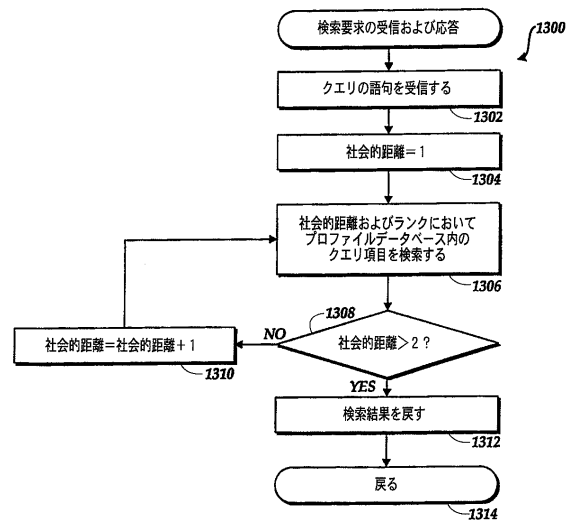 検索要求の受信および応答
1300
クエリの語句を受信する
1302
社会的距離=1
1304
社会的距離およびランクにおいて
プロファイルデータベース内の
クエリ項目を検索する
1306
1308
社会的距離>2?
NO
社会的距離=社会的距離+1
1310
YES
検索結果を戻す
1312
戻る
1314